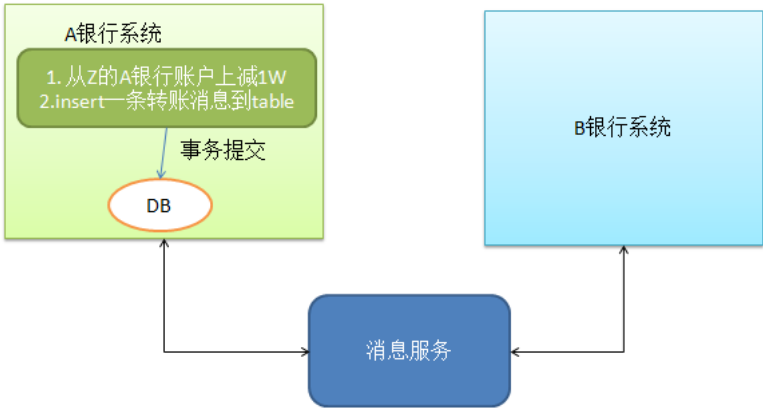 A银行系统
1. 从Z的A银行账户上减1W
2.insert一条转账消息到table
事务提交
DB
B银行系统
消息服务